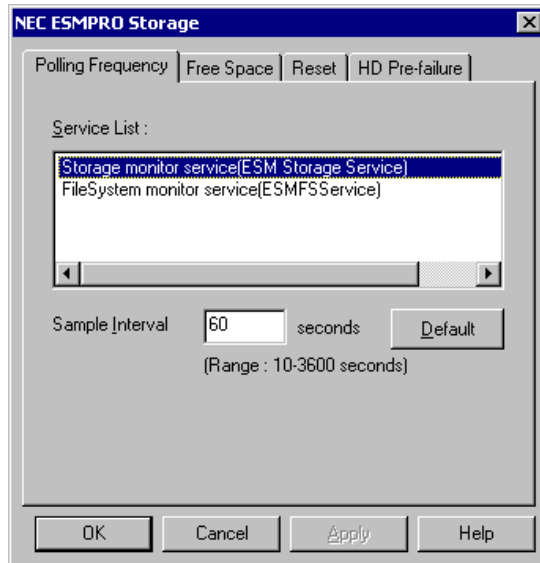 NEC ESMPRO Storage
Polling Frequency Free Space Reset HD Pre-failure
Service List :
Storage monitor service(ESM Storage Service)
FileSystem monitor service(ESMFSService)
Sample Interval 60 seconds Default
(Range : 10-3600 seconds)
OK Cancel Apply Help